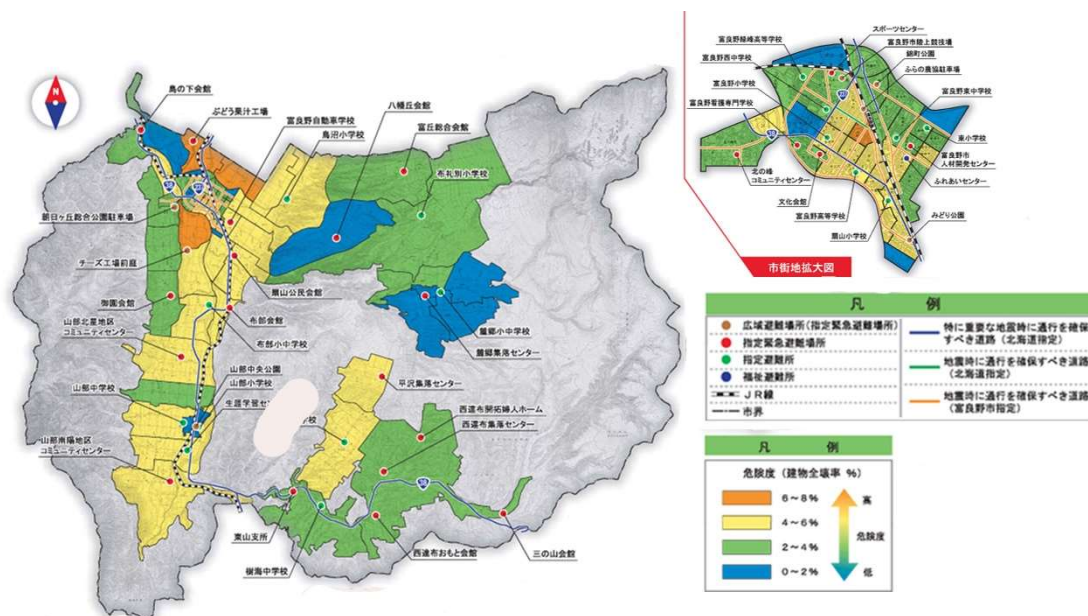 N
鳥の下会館
ぶどう果汁工場
富良野自動車学校
鳥沼小学校
八幡丘会館
富丘総合会館
布礼別小学校
38
237
朝日ヶ丘総合公園駐車場
チーズ工場前庭
御園会館
山部北星地区
コミュニティセンター
扇山公民会館
布部会館
布部小中学校
麓郷小中学校
麓郷集落センター
山部中央公園
山部小学校
山部中学校
生涯学習セ
学校
平沢集落センター
西達布開拓婦人ホーム
西達布集落センター
山部南陽地区
コミュニティセンター
38
東山支所
樹海中学校
西達布おもと会館
三の山会館
スポーツセンター
富良野緑峰高等学校
富良野市陸上競技場
富良野西中学校
錦町公園
ふらの農協駐車場
富良野小学校
富良野東中学校
富良野看護専門学校
237
38
東小学校
富良野市
人材開発センター
北の峰
コミュニティセンター
ふれあいセンター
文化会館
富良野高等学校
扇山小学校
みどり公園
市街地拡大図
凡 例
広域避難場所(指定緊急避難場所)
指定緊急避難場所
指定避難所
福祉避難所
JR線
市界
特に重要な地震時に通行を確保
すべき道路(北海道指定)
地震時に通行を確保すべき道路
(北海道指定)
地震時に通行を確保すべき道路
(富良野市指定)
凡 例
危険度(建物全壊率 %)
6〜8%
4〜6%
2〜4%
0〜2%
高
危険度
低